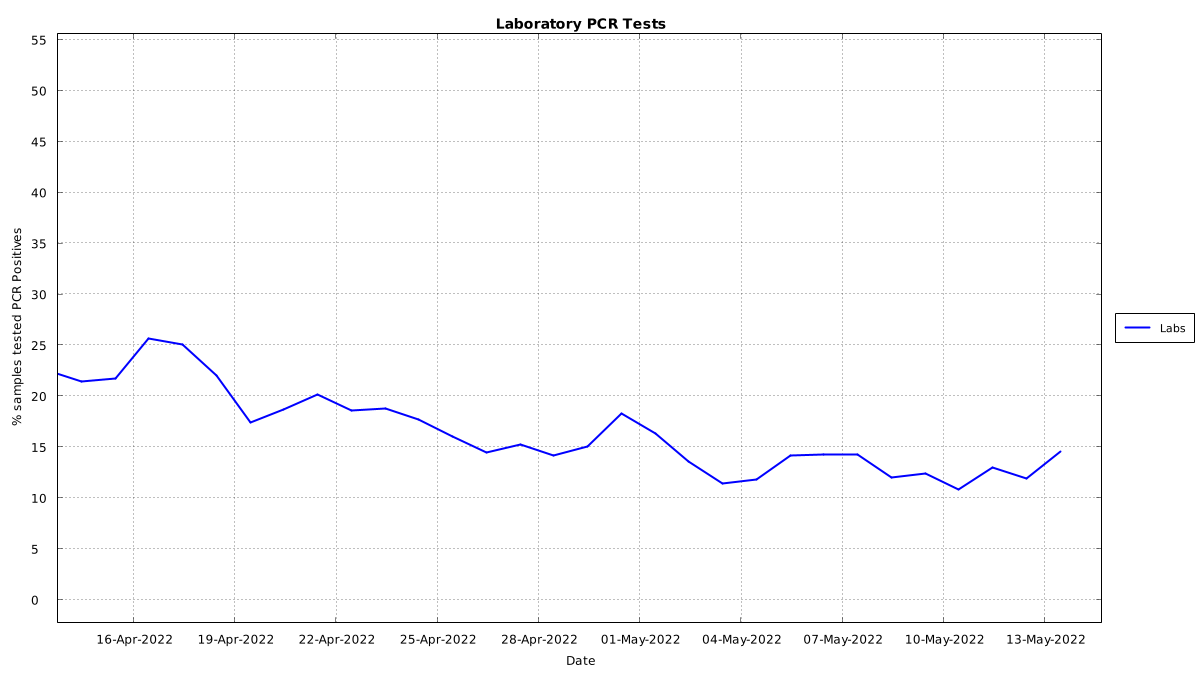 Laboratory PCR Tests
55
50
45
40
35
30
25
20
15
10
5
0
% samples tested PCR Positives
16-Apr-2022 19-Apr-2022 22-Apr-2022 25-Apr-2022 28-Apr-2022 01-May-2022 04-May-2022 07-May-2022 10-May-2022 13-May-2022
Date
Labs